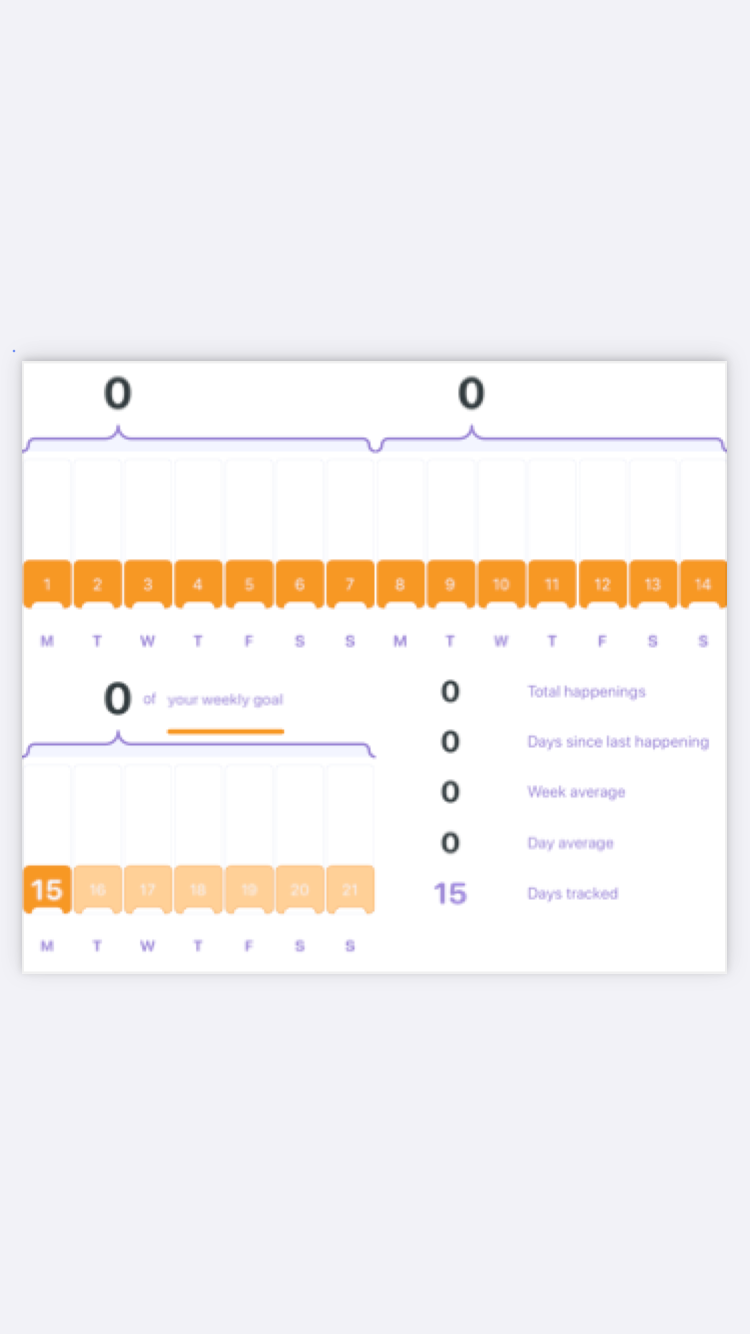 0 0
1 2 3 4 5 6 7 8 9 10 11 12 13 14
M T W T F S S M T W T F S S
0 of your weekly goal
15 16 17 18 19 20 21
M T W T F S S
0 Total happenings
0 Days since last happening
0 Week average
0 Day average
15 Days tracked